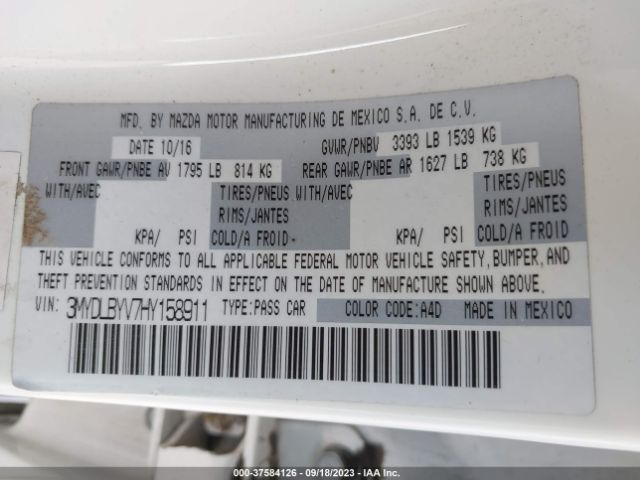 MFD. BY MAZDA MOTOR MANUFACTURING DE MEXICO S.A. DE C.V.
DATE 10/16 GVWR/PNBV 3393 LB 1539 KG
FRONT GAWR/PNBE AV 1795 LB 814 KG REAR GAWR/PNBE AR 1627 LB 738 KG
WITH/AVEC TIRES/PNEUS WITH/AVEC TIRES/PNEUS
RIMS/JANTES RIMS/JANTES
KPA/ PSI COLD/A FROID- KPA/ PSI COLD/A FROID
THIS VEHICLE CONFORMS TO ALL APPLICABLE FEDERAL MOTOR VEHICLE SAFETY, BUMPER, AND
THEFT PREVENTION STANDARDS IN EFFECT ON THE DATE OF MANUFACTURE SHOWN ABOVE.
VIN: 3MYDLBYV7HY158911 TYPE:PASS CAR COLOR CODE:A4D MADE IN MEXICO
000-37584126 - 09/18/2023 - IAA Inc.